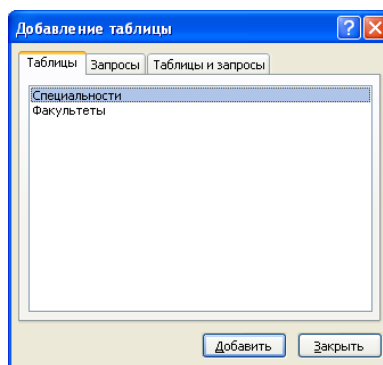 Добавление таблицы
Таблицы Запросы Таблицы и запросы
Специальности
Факультеты
Добавить Закрыть